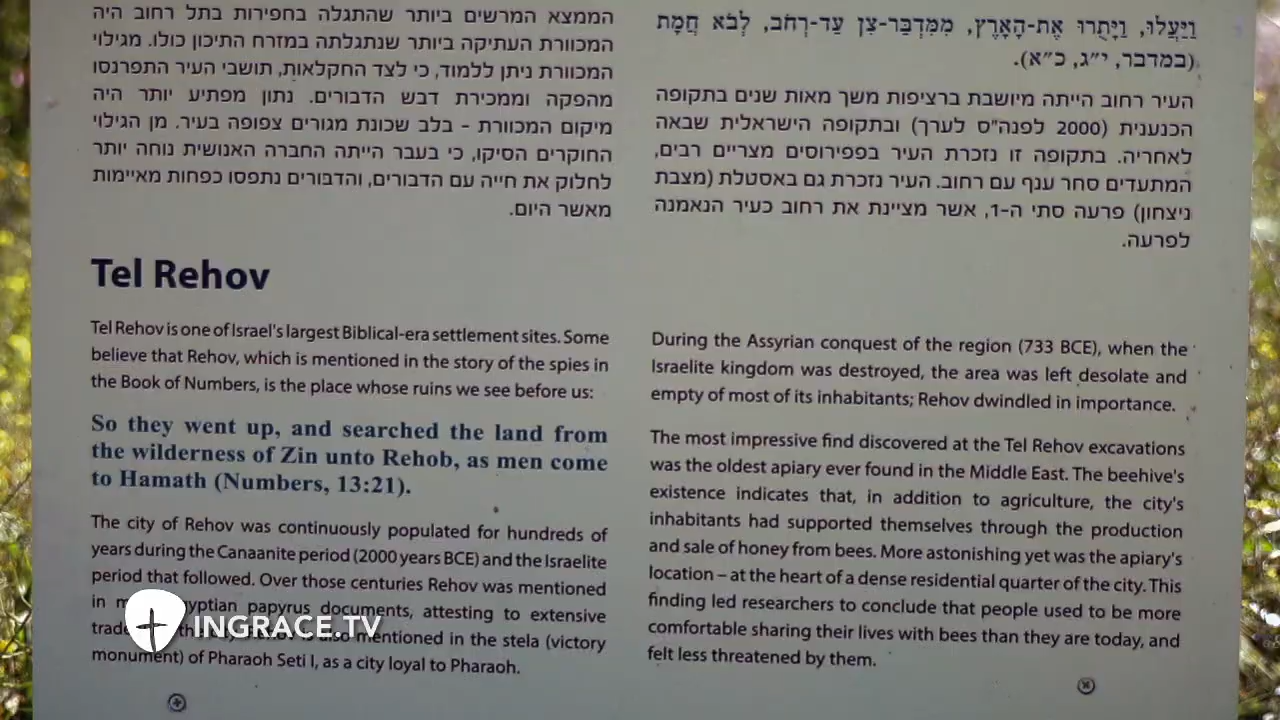 וַיַּעֲלוּ, וַיָּתֻרוּ אֶת-הָאָרֶץ, מִמִּדְבַּר-צִן עַד-רְחֹב, לְבֹא חֲמָת
(במדבר, י״ג, כ״א).
העיר רחוב הייתה מיושבת ברציפות משך מאות שנים בתקופה
הכנענית (2000 לפנה״ס לערך) ובתקופה הישראלית שבאה
לאחריה. בתקופה זו נזכרת העיר בפפירוסים מצריים רבים,
המתעדים סחר ענף עם רחוב. העיר נזכרת גם באסטלת (מצבת
ניצחון) פרעה סתי ה-1, אשר מציינת את רחוב כעיר הנאמנה
לפרעה.
הממצא המרשים ביותר שהתגלה בחפירות בתל רחוב היה
המכוורת העתיקה ביותר שנתגלתה במזרח התיכון כולו. מגילוי
המכוורת ניתן ללמוד, כי לצד החקלאות, תושבי העיר התפרנסו
מהפקה וממכירת דבש הדבורים. נתון מפתיע יותר היה
מיקום המכוורת - בלב שכונת מגורים צפופה בעיר. מן הגילוי
החוקרים הסיקו, כי בעבר הייתה החברה האנושית נוחה יותר
לחלוק את חייה עם הדבורים, והדבורים נתפסו כפחות מאיימות
מאשר היום.
Tel Rehov
Tel Rehov is one of Israel's largest Biblical-era settlement sites. Some
believe that Rehov, which is mentioned in the story of the spies in
the Book of Numbers, is the place whose ruins we see before us:
So they went up, and searched the land from
the wilderness of Zin unto Rehob, as men come
to Hamath (Numbers, 13:21).
The city of Rehov was continuously populated for hundreds of
years during the Canaanite period (2000 years BCE) and the Israelite
period that followed. Over those centuries Rehov was mentioned
in papyrus documents, attesting to extensive
mentioned in the stela (victory
monument) of Pharaoh Seti I, as a city loyal to Pharaoh.
During the Assyrian conquest of the region (733 BCE), when the
Israelite kingdom was destroyed, the area was left desolate and
empty of most of its inhabitants; Rehov dwindled in importance.
The most impressive find discovered at the Tel Rehov excavations
was the oldest apiary ever found in the Middle East. The beehive's
existence indicates that, in addition to agriculture, the city's
inhabitants had supported themselves through the production
and sale of honey from bees. More astonishing yet was the apiary's
location – at the heart of a dense residential quarter of the city. This
finding led researchers to conclude that people used to be more
comfortable sharing their lives with bees than they are today, and
felt less threatened by them.
INGRACE.TV